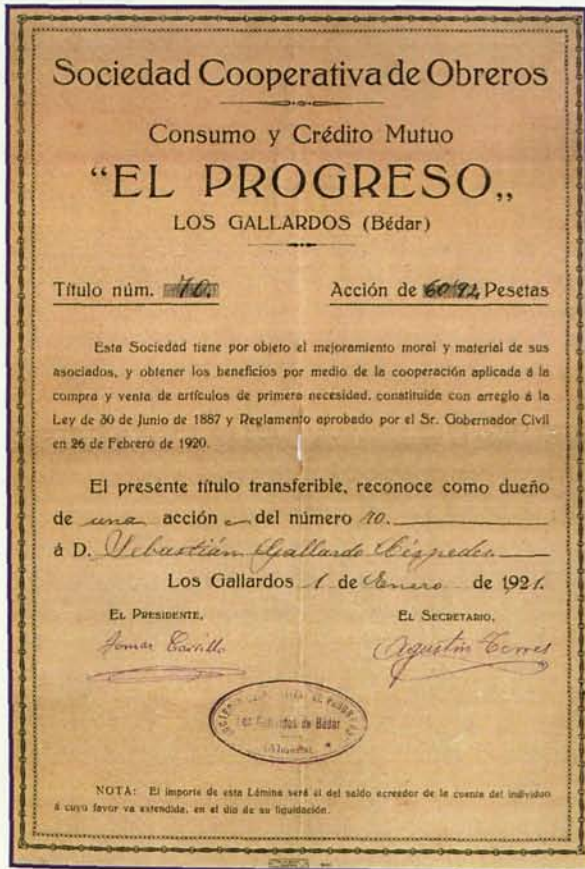 Sociedad Cooperativa de Obreros
Consumo y Crédito Mutuo
“EL PROGRESO„
LOS GALLARDOS (Bédar)
Título núm. 70. Acción de 60'92 Pesetas
Esta Sociedad tiene por objeto el mejoramiento moral y material de sus
asociados, y obtener los beneficios por medio de la cooperación aplicada á la
compra y venta de artículos de primera necesidad, constituida con arreglo á la
Ley de 30 de Junio de 1887 y Reglamento aprobado por el Sr. Gobernador Civil
en 26 de Febrero de 1920.
El presente título transferible, reconoce como dueño
de una acción del número 70.
á D. Sebastián Gallardo Céspedes
Los Gallardos 1 de Enero de 1921.
EL PRESIDENTE, EL SECRETARIO,
Agustín Torres
Los Gallardos de Bédar
(Almería)
NOTA: El importe de esta Lámina será el del saldo acreedor de la cuenta del individuo
á cuyo favor va extendida, en el día de su liquidación.